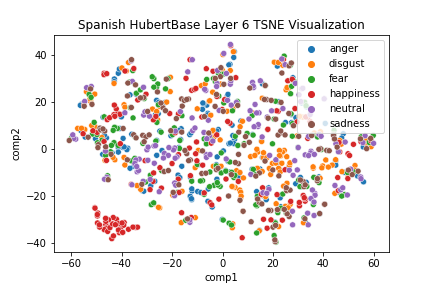 Spanish HubertBase Layer 6 TSNE Visualization
anger
disgust
fear
happiness
neutral
sadness
40
20
0
−20
−40
comp2
−60 −40 −20 0 20 40 60
comp1